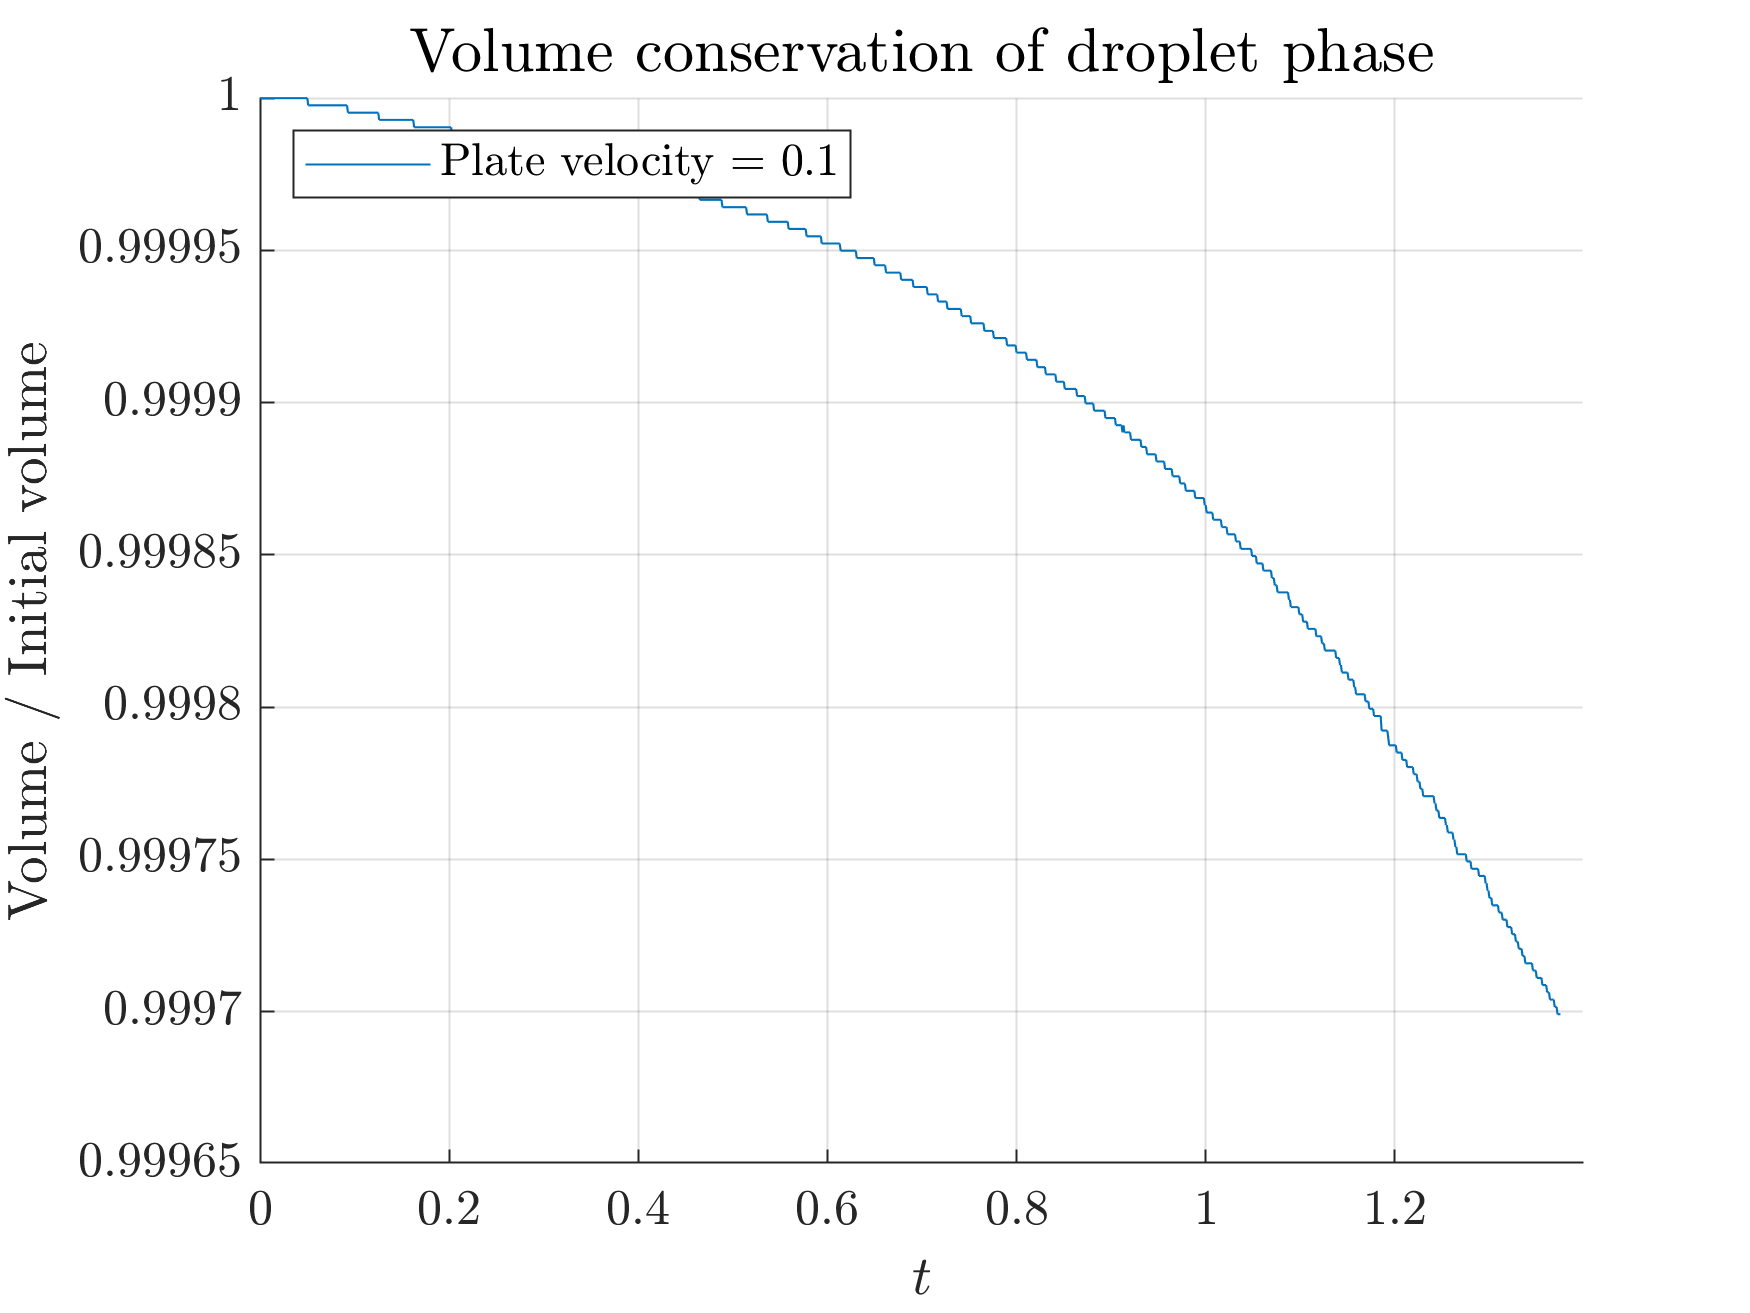 Volume conservation of droplet phase
1
Plate velocity = 0.1
0.99995
0.9999
0.99985
0.9998
0.99975
0.9997
0.99965
Volume / Initial volume
0 0.2 0.4 0.6 0.8 1 1.2
t